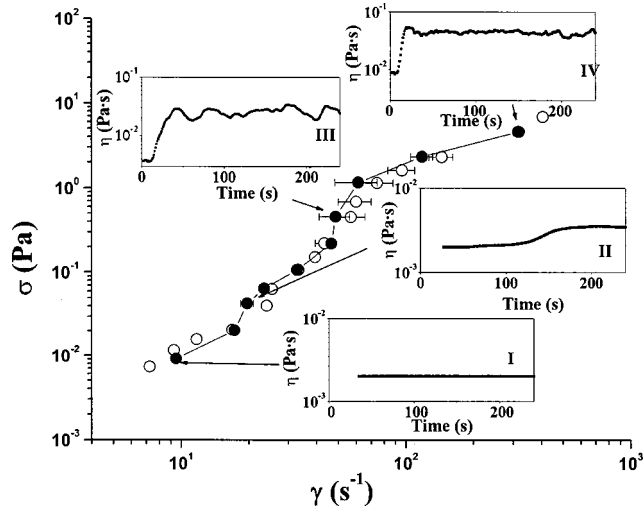 σ (Pa)
10²
10¹
10⁰
10⁻¹
10⁻²
10⁻³
10¹ 10² 10³
γ (s⁻¹)
η (Pa·s)
10⁻¹
10⁻²
III
0 100 200
Time (s)
η (Pa·s)
10⁻¹
10⁻²
IV
0 100 200
Time (s)
η (Pa·s)
10⁻²
10⁻³
II
0 100 200
Time (s)
η (Pa·s)
10⁻²
10⁻³
I
0 100 200
Time (s)